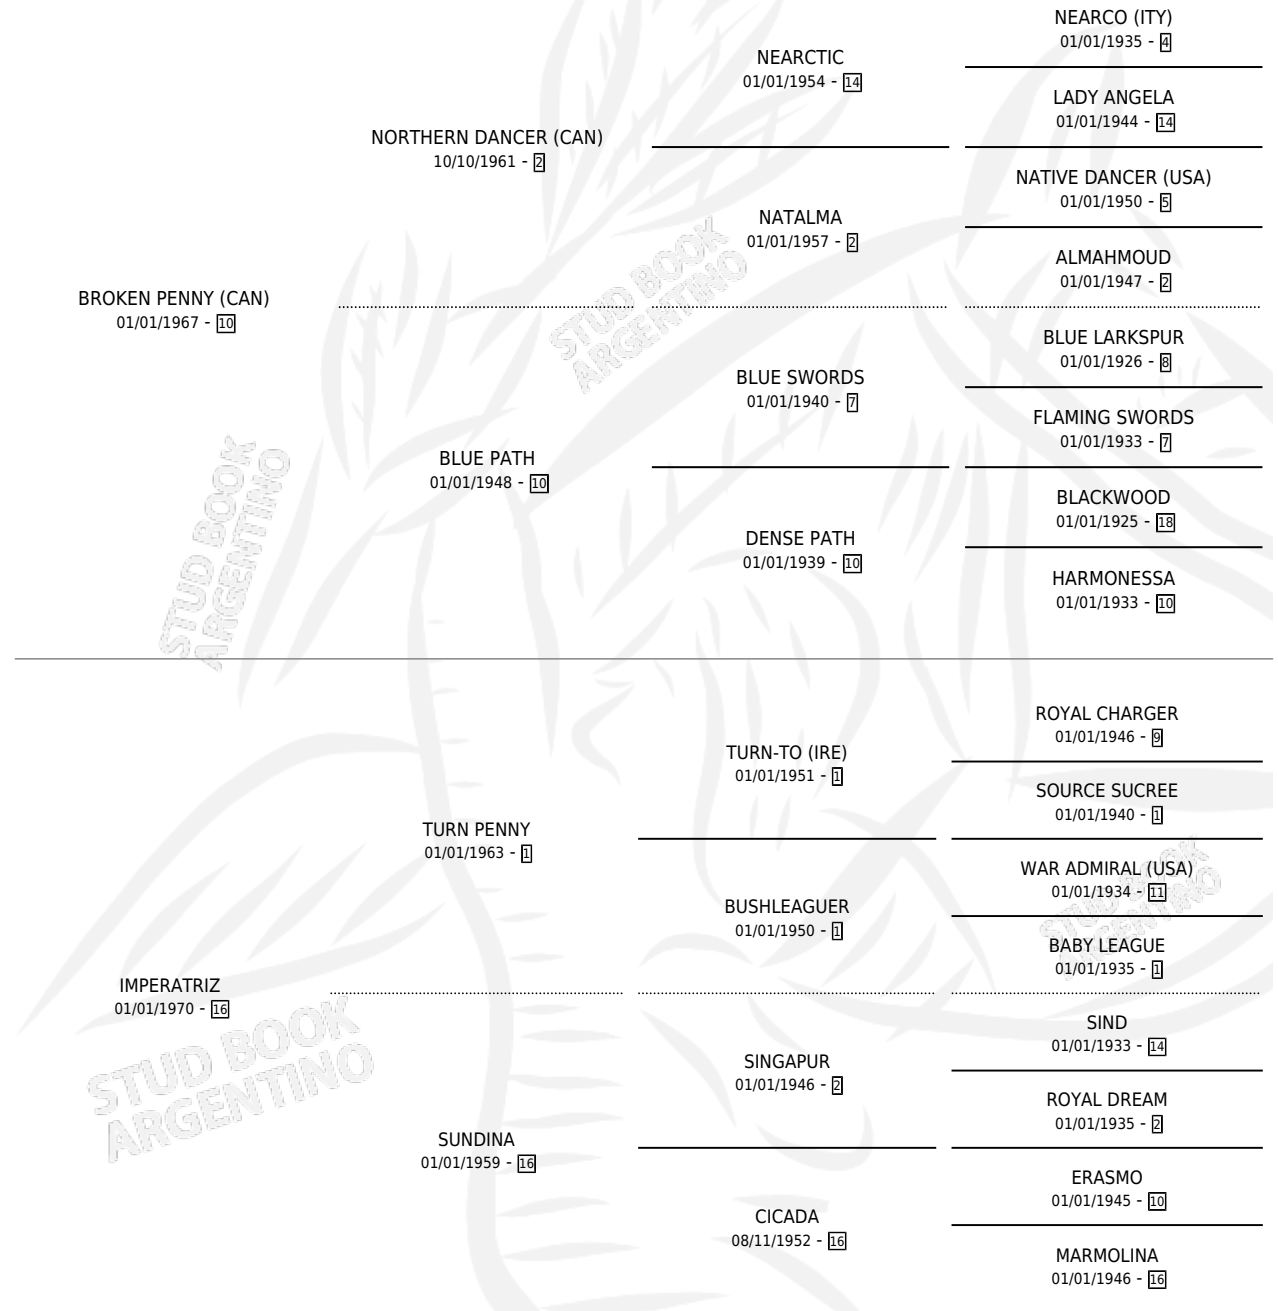 NEARCO (ITY)
01/01/1935 - 4
NEARCTIC
01/01/1954 - 14
LADY ANGELA
01/01/1944 - 14
NORTHERN DANCER (CAN)
10/10/1961 - 2
NATIVE DANCER (USA)
01/01/1950 - 5
NATALMA
01/01/1957 - 2
ALMAHMOUD
01/01/1947 - 2
BROKEN PENNY (CAN)
01/01/1967 - 10
STUD BOOK
ARGENTINO
BLUE LARKSPUR
01/01/1926 - 8
BLUE SWORDS
01/01/1940 - 7
FLAMING SWORDS
01/01/1933 - 7
BLUE PATH
01/01/1948 - 10
BLACKWOOD
01/01/1925 - 18
DENSE PATH
01/01/1939 - 10
HARMONESSA
01/01/1933 - 10
STUD BOOK
ARGENTINO
ROYAL CHARGER
01/01/1946 - 9
TURN-TO (IRE)
01/01/1951 - 1
SOURCE SUCREE
01/01/1940 - 1
TURN PENNY
01/01/1963 - 1
WAR ADMIRAL (USA)
01/01/1934 - 11
BUSHLEAGUER
01/01/1950 - 1
BABY LEAGUE
01/01/1935 - 1
STUD BOOK
ARGENTINO
IMPERATRIZ
01/01/1970 - 16
STUD BOOK
ARGENTINO
SIND
01/01/1933 - 14
SINGAPUR
01/01/1946 - 2
ROYAL DREAM
01/01/1935 - 2
SUNDINA
01/01/1959 - 16
ERASMO
01/01/1945 - 10
CICADA
08/11/1952 - 16
MARMOLINA
01/01/1946 - 16